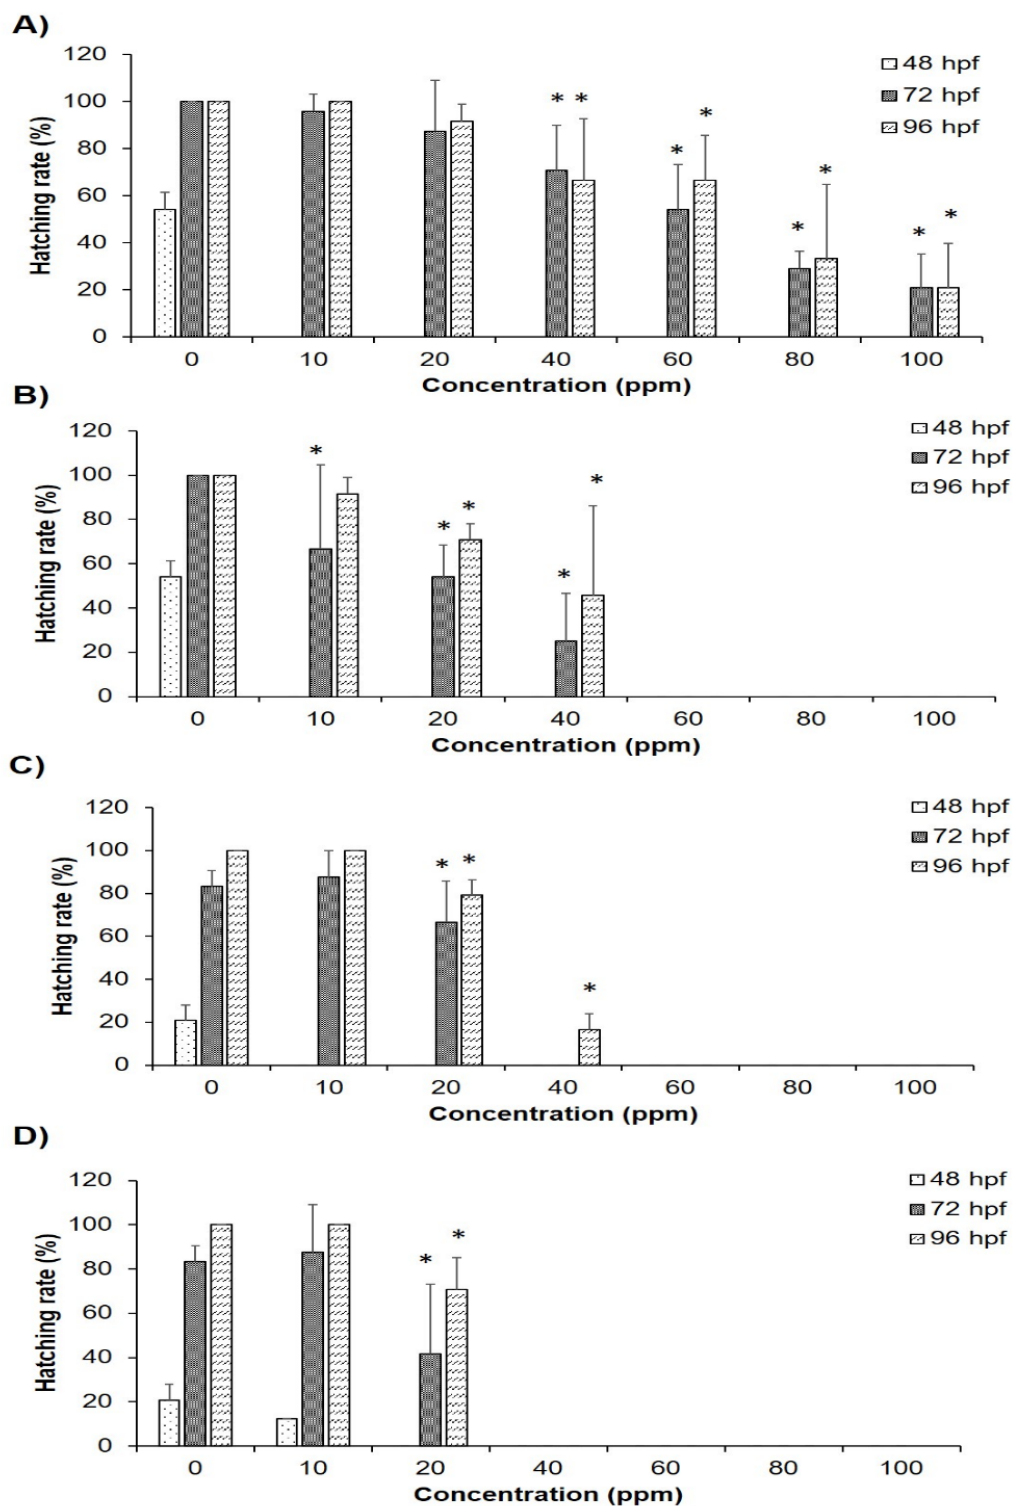 A)
120
100
80
60
40
20
0
Hatching rate (%)
48 hpf
72 hpf
96 hpf
* * * * * * * *
0 10 20 40 60 80 100
Concentration (ppm)
B)
120
100
80
60
40
20
0
Hatching rate (%)
48 hpf
72 hpf
96 hpf
* * * * *
0 10 20 40 60 80 100
Concentration (ppm)
C)
120
100
80
60
40
20
0
Hatching rate (%)
48 hpf
72 hpf
96 hpf
* * *
0 10 20 40 60 80 100
Concentration (ppm)
D)
120
100
80
60
40
20
0
Hatching rate (%)
48 hpf
72 hpf
96 hpf
* *
0 10 20 40 60 80 100
Concentration (ppm)